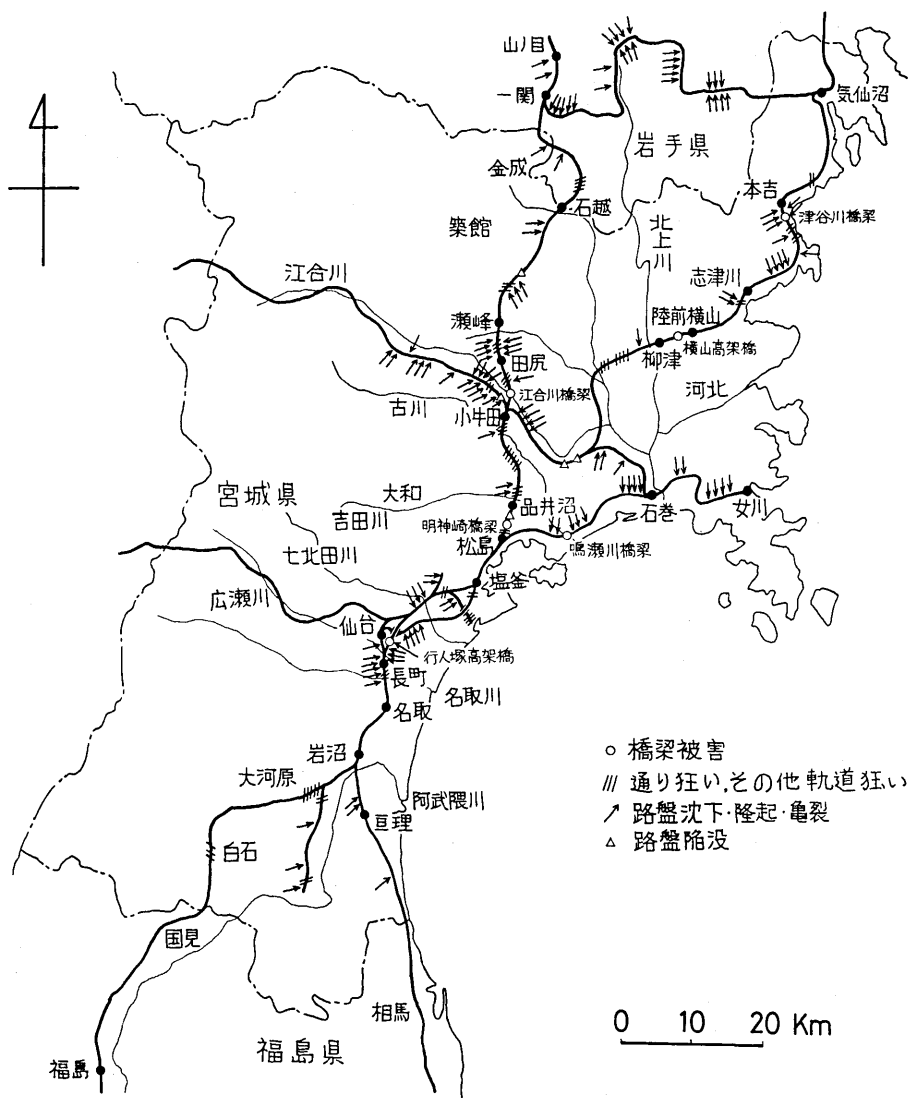 山ノ目
一関
気仙沼
岩手県
金成
本吉
石越
津谷川橋梁
築館
北上川
江合川
志津川
陸前横山
瀬峰
横山高架橋
柳津
田尻
河北
江合川橋梁
古川
小牛田
宮城県
大和
品井沼
石巻
女川
吉田川
明神崎橋梁
松島
鳴瀬川橋梁
七北田川
塩釜
広瀬川
仙台
行人塚高架橋
長町
名取川
名取
岩沼
大河原
阿武隈川
亘理
白石
国見
相馬
福島県
福島
橋梁被害
通り狂い,その他軌道狂い
路盤沈下・隆起・亀裂
路盤陥没
0 10 20 Km